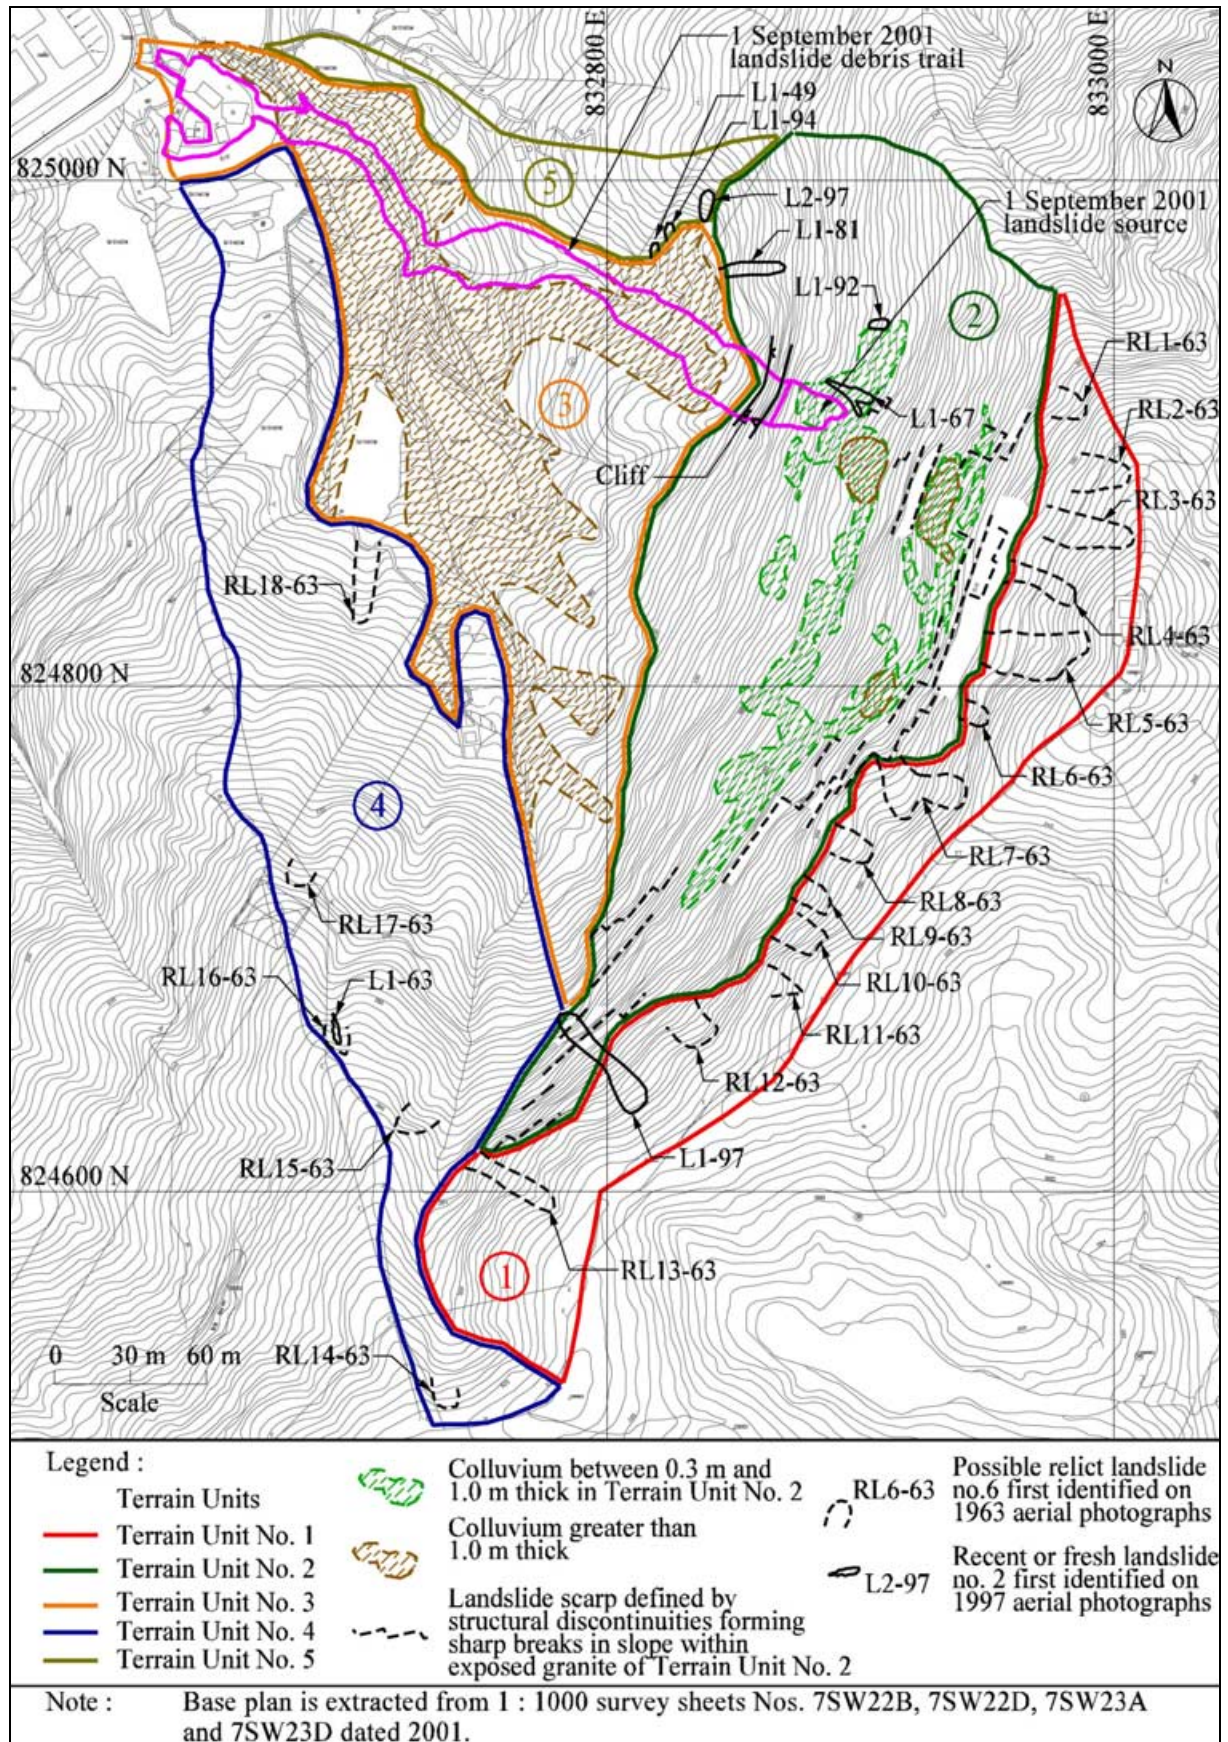 832800 E
833000 E
1 September 2001
landslide debris trail
L1-49
L1-94
N
825000 N
5
L2-97
L1-81
L1-92
1 September 2001
landslide source
2
RL1-63
RL2-63
3
L1-67
Cliff
RL3-63
RL18-63
RL4-63
824800 N
RL5-63
RL6-63
4
RL7-63
RL8-63
RL17-63
RL9-63
RL16-63
L1-63
RL10-63
RL11-63
RL12-63
RL15-63
L1-97
824600 N
RL13-63
1
RL14-63
0 30 m 60 m
Scale
Legend :
Terrain Units
Terrain Unit No. 1
Terrain Unit No. 2
Terrain Unit No. 3
Terrain Unit No. 4
Terrain Unit No. 5
Colluvium between 0.3 m and
1.0 m thick in Terrain Unit No. 2
Colluvium greater than
1.0 m thick
Landslide scarp defined by
structural discontinuities forming
sharp breaks in slope within
exposed granite of Terrain Unit No. 2
RL6-63
Possible relict landslide
no.6 first identified on
1963 aerial photographs
L2-97
Recent or fresh landslide
no. 2 first identified on
1997 aerial photographs
Note : Base plan is extracted from 1 : 1000 survey sheets Nos. 7SW22B, 7SW22D, 7SW23A
and 7SW23D dated 2001.